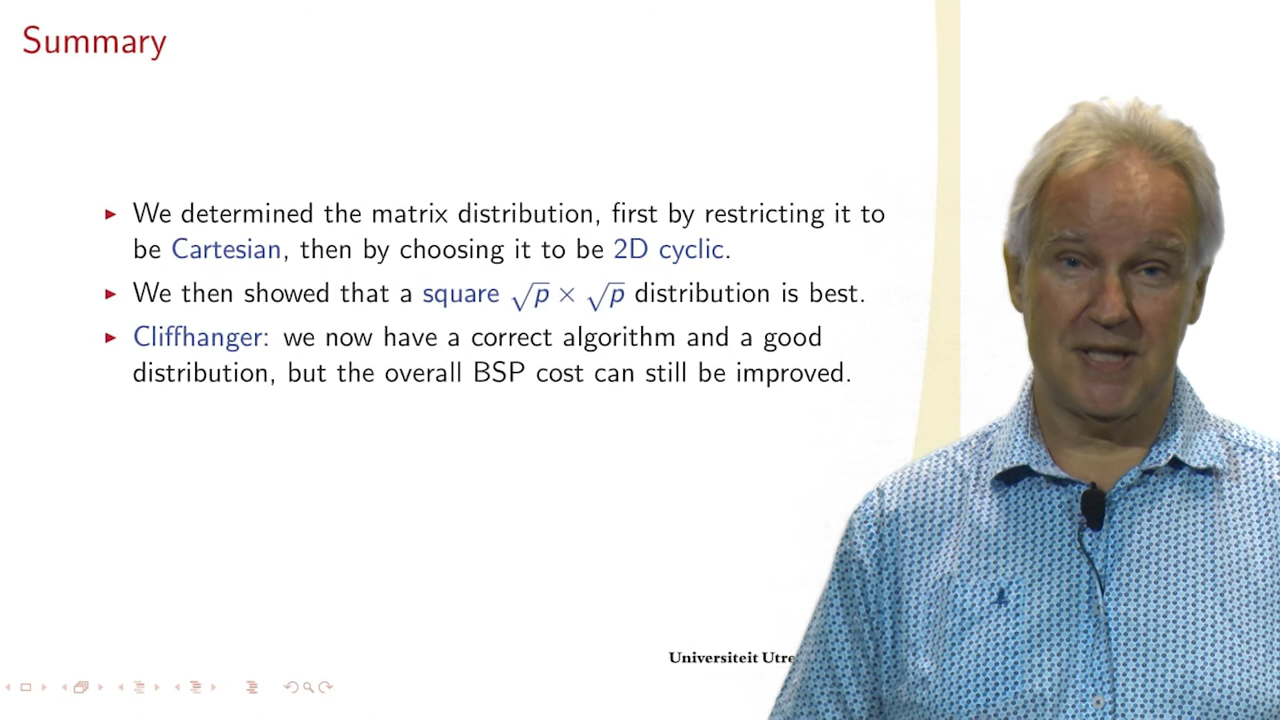 Summary
► We determined the matrix distribution, first by restricting it to
be Cartesian, then by choosing it to be 2D cyclic.
► We then showed that a square √p × √p distribution is best.
► Cliffhanger: we now have a correct algorithm and a good
distribution, but the overall BSP cost can still be improved.
Universiteit